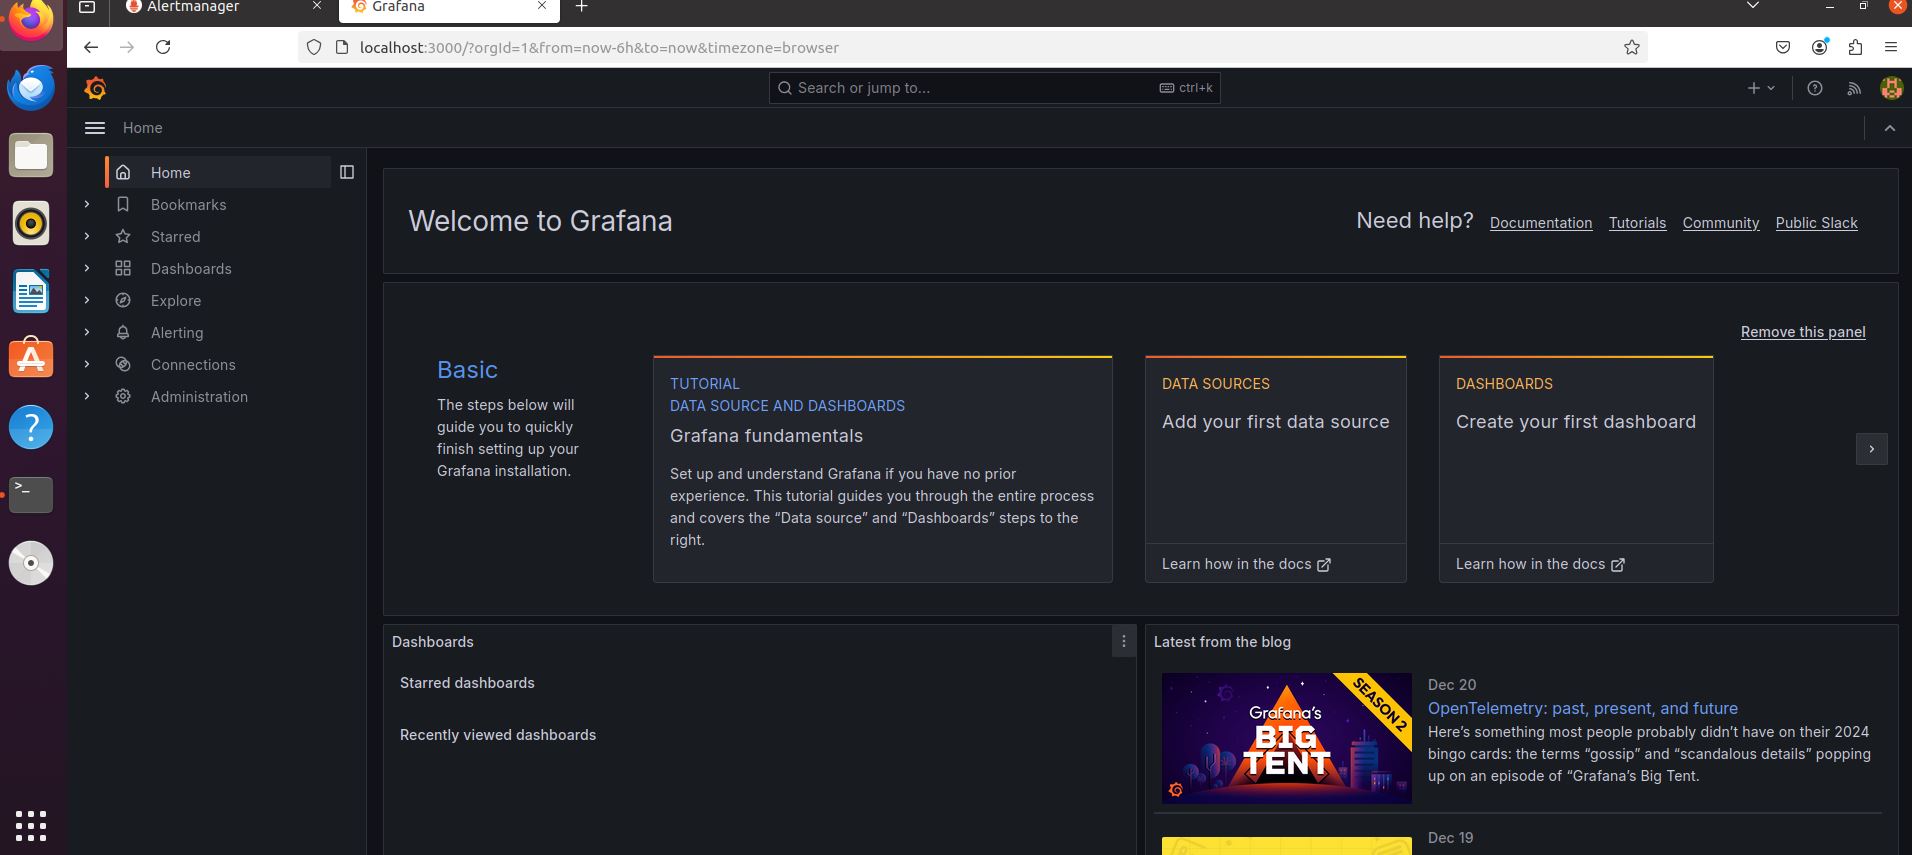 Alertmanager
Grafana
localhost:3000/?orgId=1&from=now-6h&to=now&timezone=browser
Search or jump to...
ctrl+k
Home
Home
Bookmarks
Starred
Dashboards
Explore
Alerting
Connections
Administration
Welcome to Grafana
Need help? Documentation Tutorials Community Public Slack
Remove this panel
Basic
The steps below will
guide you to quickly
finish setting up your
Grafana installation.
TUTORIAL
DATA SOURCE AND DASHBOARDS
Grafana fundamentals
Set up and understand Grafana if you have no prior
experience. This tutorial guides you through the entire process
and covers the “Data source” and “Dashboards” steps to the
right.
DATA SOURCES
Add your first data source
Learn how in the docs
DASHBOARDS
Create your first dashboard
Learn how in the docs
Dashboards
Starred dashboards
Recently viewed dashboards
Latest from the blog
SEASON 2
Grafana's
BIG
TENT
Dec 20
OpenTelemetry: past, present, and future
Here’s something most people probably didn’t have on their 2024
bingo cards: the terms “gossip” and “scandalous details” popping
up on an episode of “Grafana’s Big Tent.
Dec 19